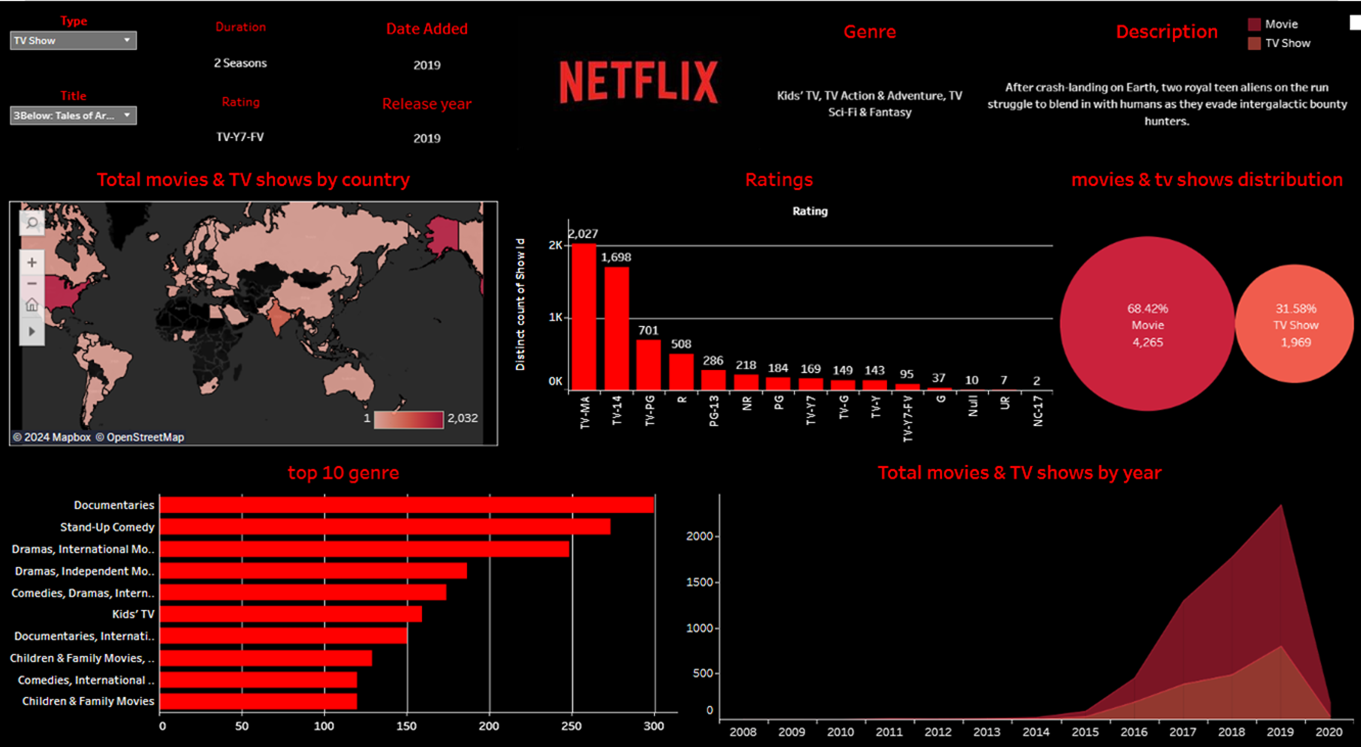 Type
TV Show
Title
3Below: Tales of Ar...
Duration
2 Seasons
Rating
TV-Y7-FV
Date Added
2019
Release year
2019
NETFLIX
Genre
Kids' TV, TV Action & Adventure, TV
Sci-Fi & Fantasy
Description
After crash-landing on Earth, two royal teen aliens on the run
struggle to blend in with humans as they evade intergalactic bounty
hunters.
Movie
TV Show
Total movies & TV shows by country
1
2,032
© 2024 Mapbox © OpenStreetMap
Ratings
Rating
Distinct count of Show Id
2K
1K
0K
2,027
1,698
701
508
286
218
184
169
149
143
95
37
10
7
2
TV-MA
TV-14
TV-PG
R
PG-13
NR
PG
TV-Y7
TV-G
TV-Y
TV-Y7-FV
G
Null
UR
NC-17
movies & tv shows distribution
68.42%
Movie
4,265
31.58%
TV Show
1,969
top 10 genre
Documentaries
Stand-Up Comedy
Dramas, International Mo..
Dramas, Independent Mo..
Comedies, Dramas, Intern..
Kids' TV
Documentaries, Internati..
Children & Family Movies, ..
Comedies, International ..
Children & Family Movies
0 50 100 150 200 250 300
Total movies & TV shows by year
2000
1500
1000
500
0
2008 2009 2010 2011 2012 2013 2014 2015 2016 2017 2018 2019 2020